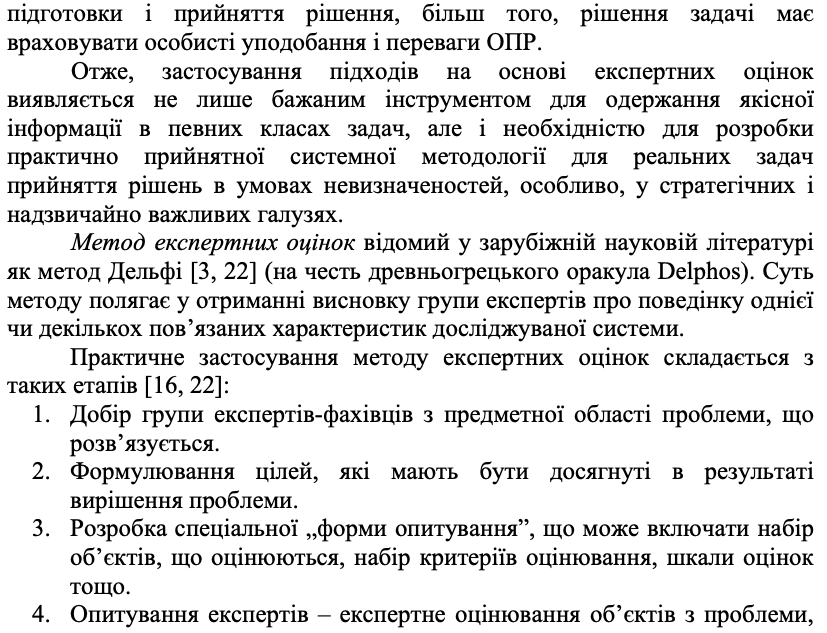 підготовки і прийняття рішення, більш того, рішення задачі має
враховувати особисті уподобання і переваги ОПР.
Отже, застосування підходів на основі експертних оцінок
виявляється не лише бажаним інструментом для одержання якісної
інформації в певних класах задач, але і необхідністю для розробки
практично прийнятної системної методології для реальних задач
прийняття рішень в умовах невизначеностей, особливо, у стратегічних і
надзвичайно важливих галузях.
Метод експертних оцінок відомий у зарубіжній науковій літературі
як метод Дельфі [3, 22] (на честь древньогрецького оракула Delphos). Суть
методу полягає у отриманні висновку групи експертів про поведінку однієї
чи декількох пов’язаних характеристик досліджуваної системи.
Практичне застосування методу експертних оцінок складається з
таких етапів [16, 22]:
1. Добір групи експертів-фахівців з предметної області проблеми, що
розв’язується.
2. Формулювання цілей, які мають бути досягнуті в результаті
вирішення проблеми.
3. Розробка спеціальної „форми опитування”, що може включати набір
об’єктів, що оцінюються, набір критеріїв оцінювання, шкали оцінок
тощо.
4. Опитування експертів – експертне оцінювання об’єктів з проблеми,